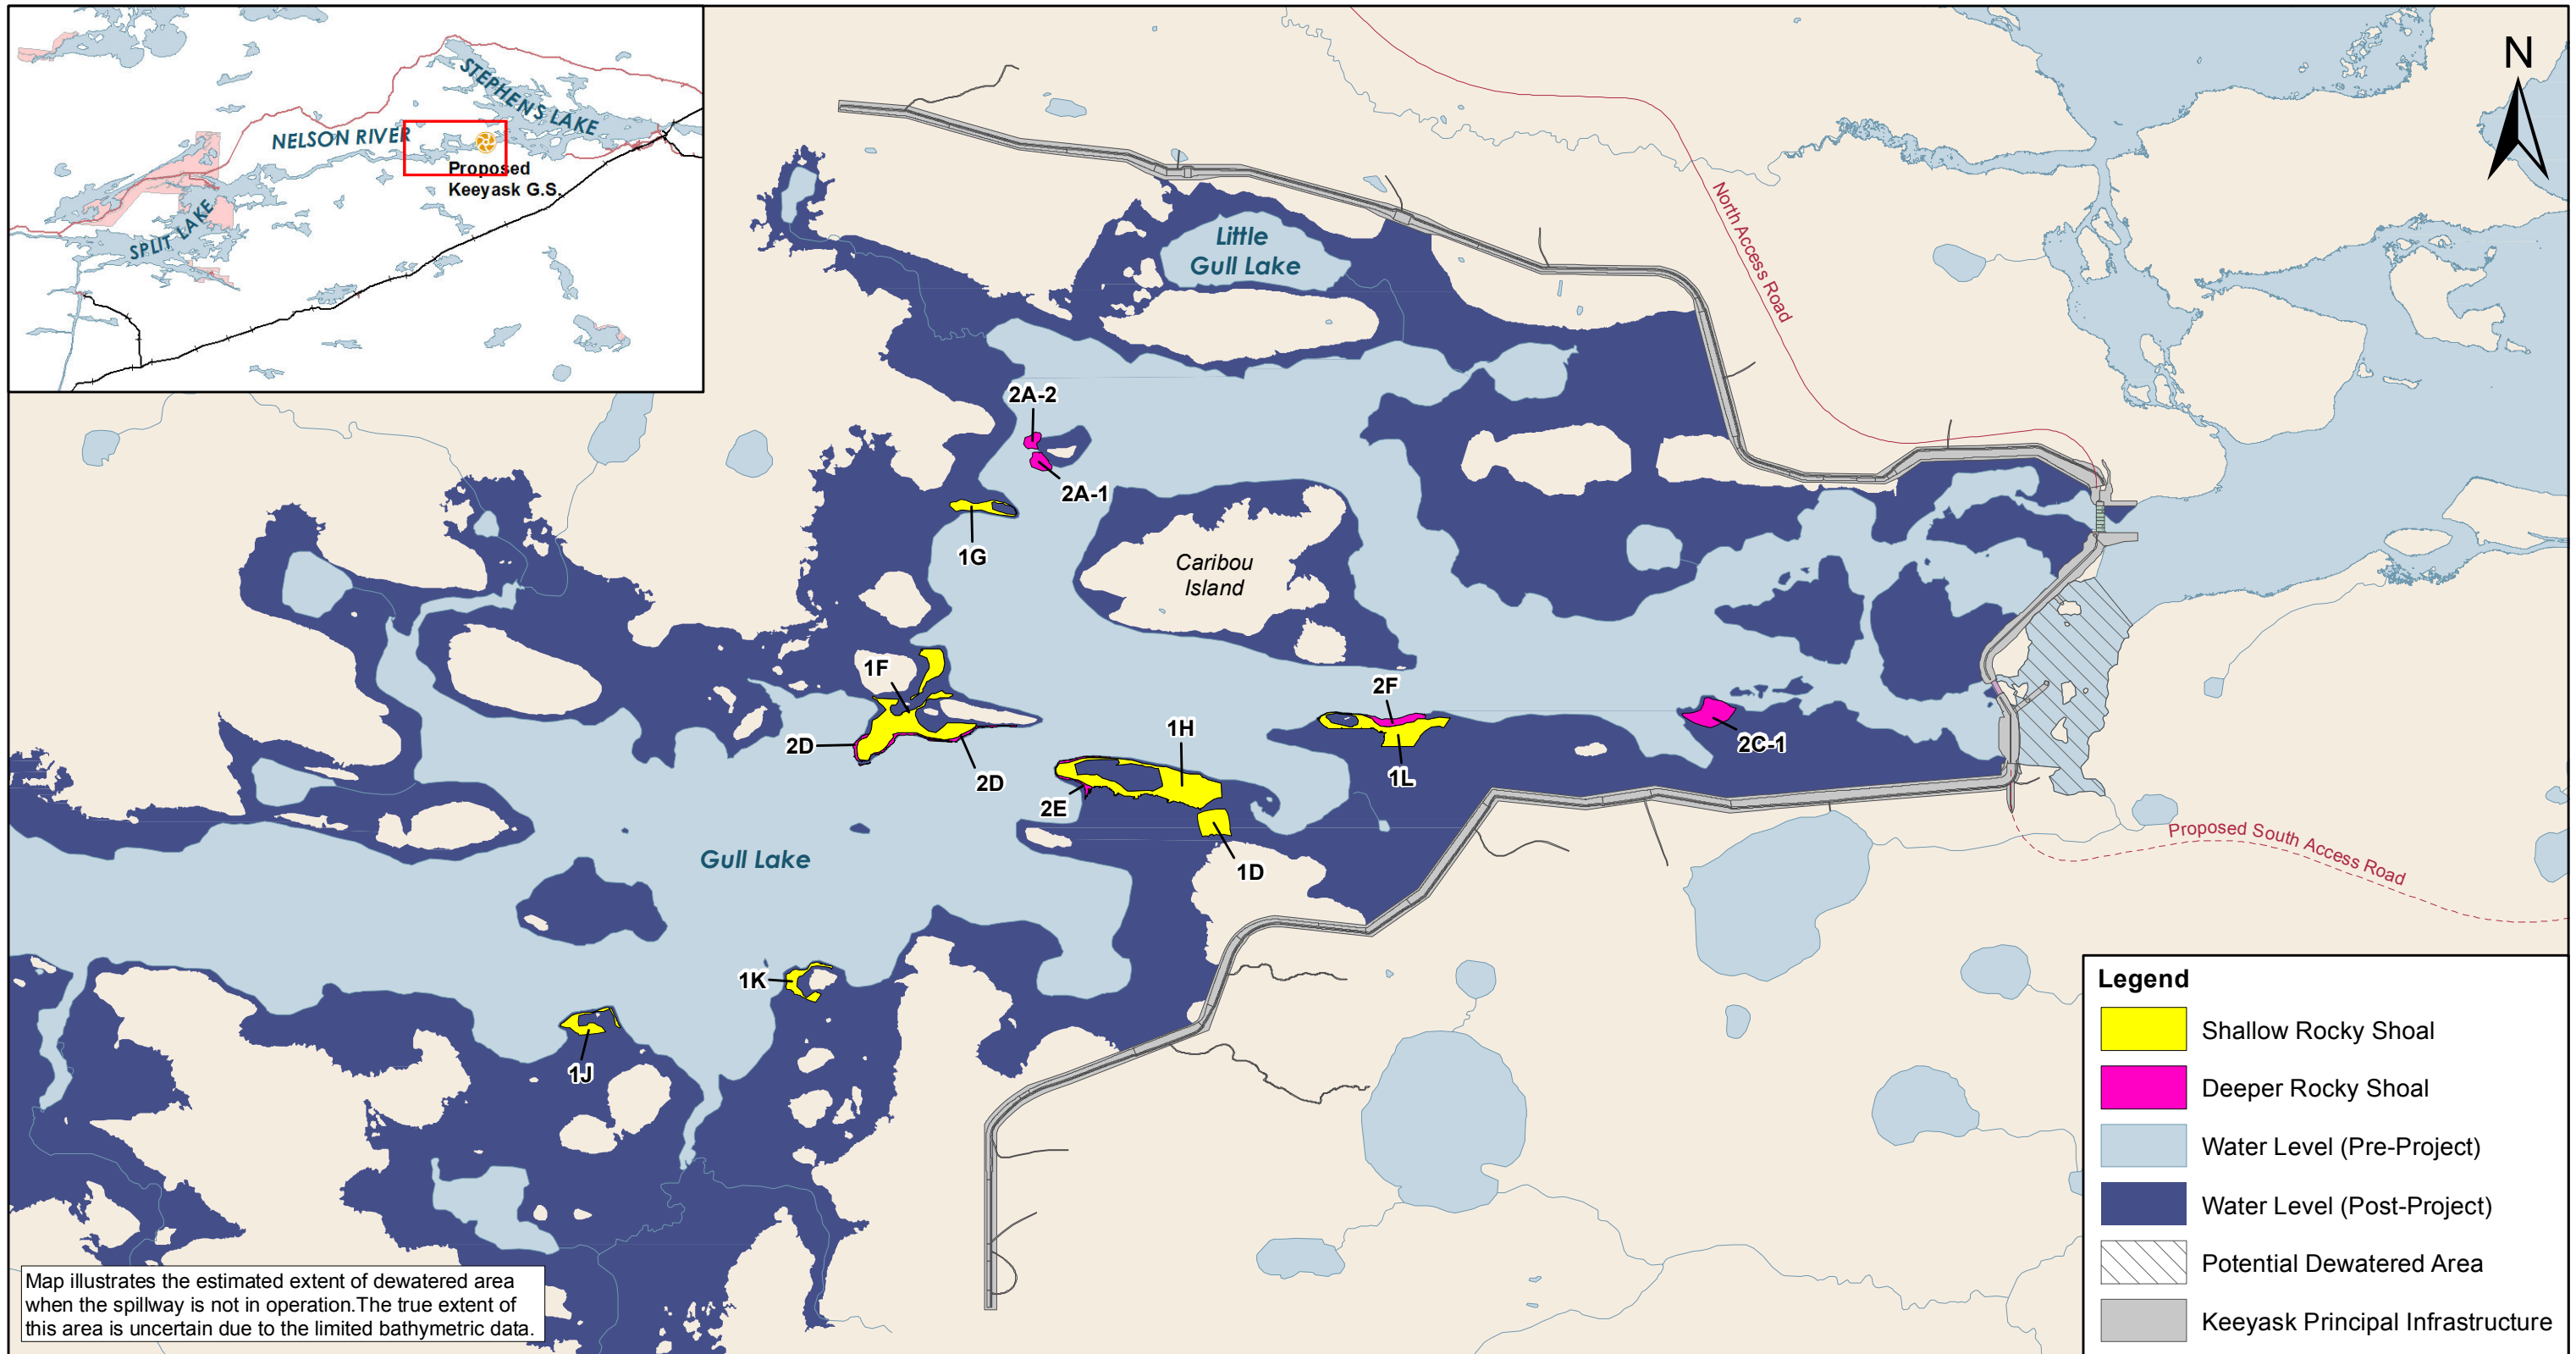 STEPHENS LAKE
NELSON RIVER
Proposed
Keeyask G.S.
SPLIT LAKE
N
North Access Road
Little
Gull Lake
2A-2
2A-1
1G
Caribou
Island
1F
2F
2D
1H
2C-1
2D
1L
2E
Gull Lake
1D
Proposed South Access Road
1K
1J
Legend
Shallow Rocky Shoal
Deeper Rocky Shoal
Water Level (Pre-Project)
Water Level (Post-Project)
Potential Dewatered Area
Keeyask Principal Infrastructure
Map illustrates the estimated extent of dewatered area
when the spillway is not in operation.The true extent of
this area is uncertain due to the limited bathymetric data.